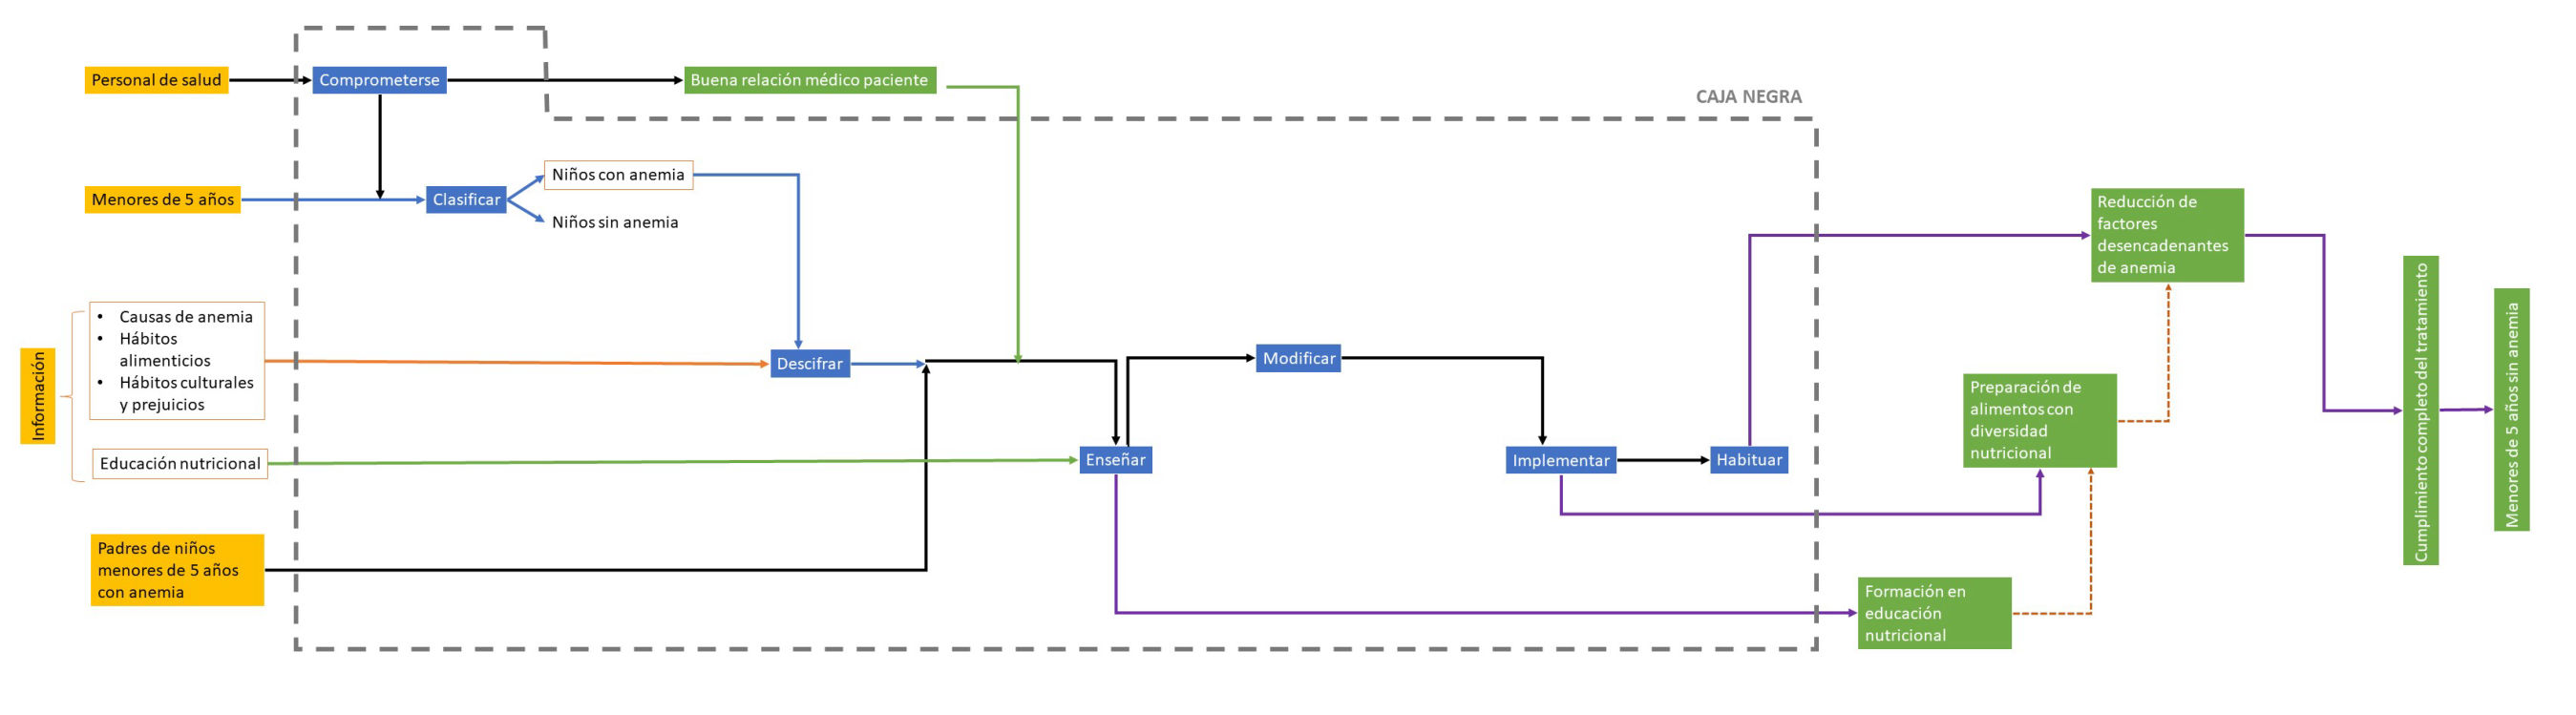 Personal de salud
Comprometerse
Buena relación médico paciente
CAJA NEGRA
Menores de 5 años
Clasificar
Niños con anemia
Niños sin anemia
Reducción de
factores
desencadenantes
de anemia
Información
• Causas de anemia
• Hábitos
alimenticios
• Hábitos culturales
y prejuicios
Descifrar
Modificar
Preparación de
alimentos con
diversidad
nutricional
Cumplimiento completo del tratamiento
Menores de 5 años sin anemia
Educación nutricional
Enseñar
Implementar
Habituar
Padres de niños
menores de 5 años
con anemia
Formación en
educación
nutricional